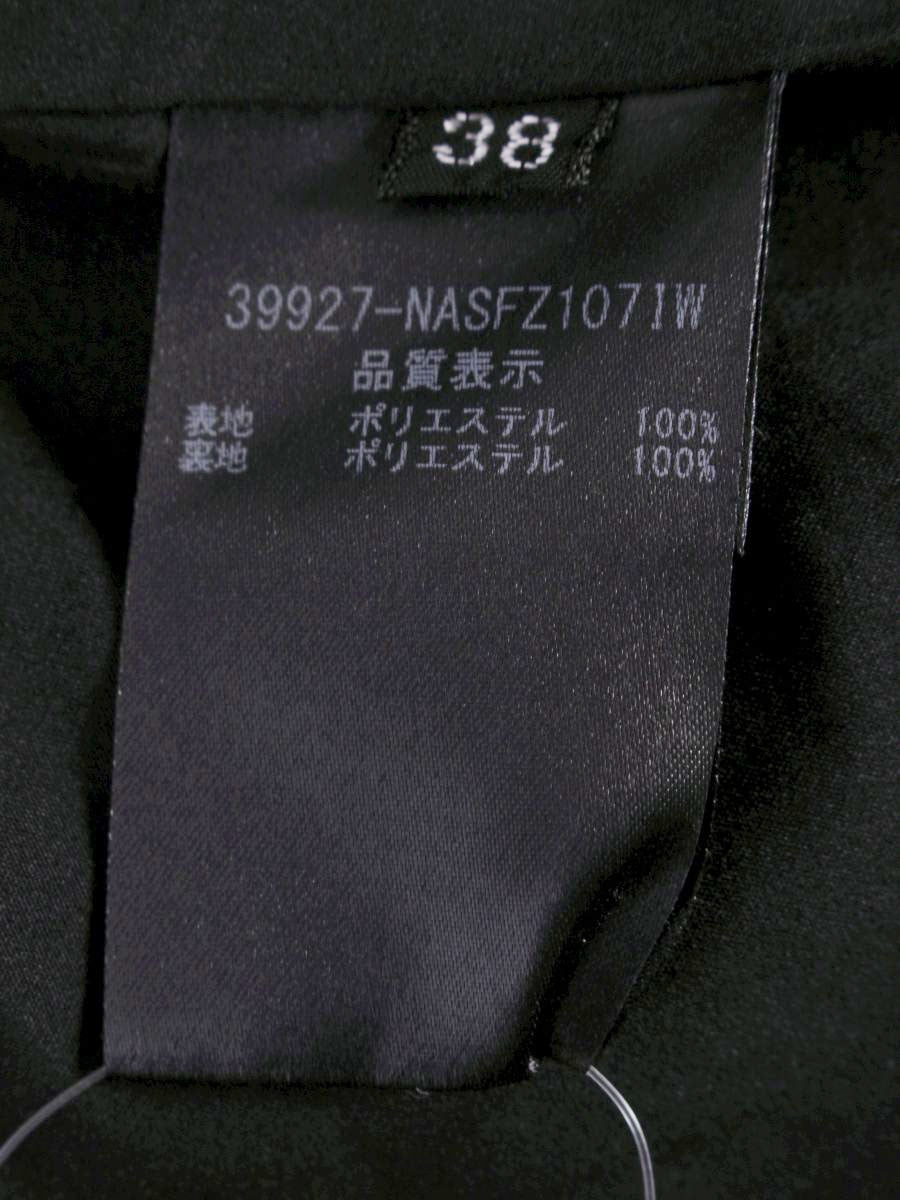 38
39927-NASFZ1071W
品質表示
表地 ポリエステル 100%
裏地 ポリエステル 100%